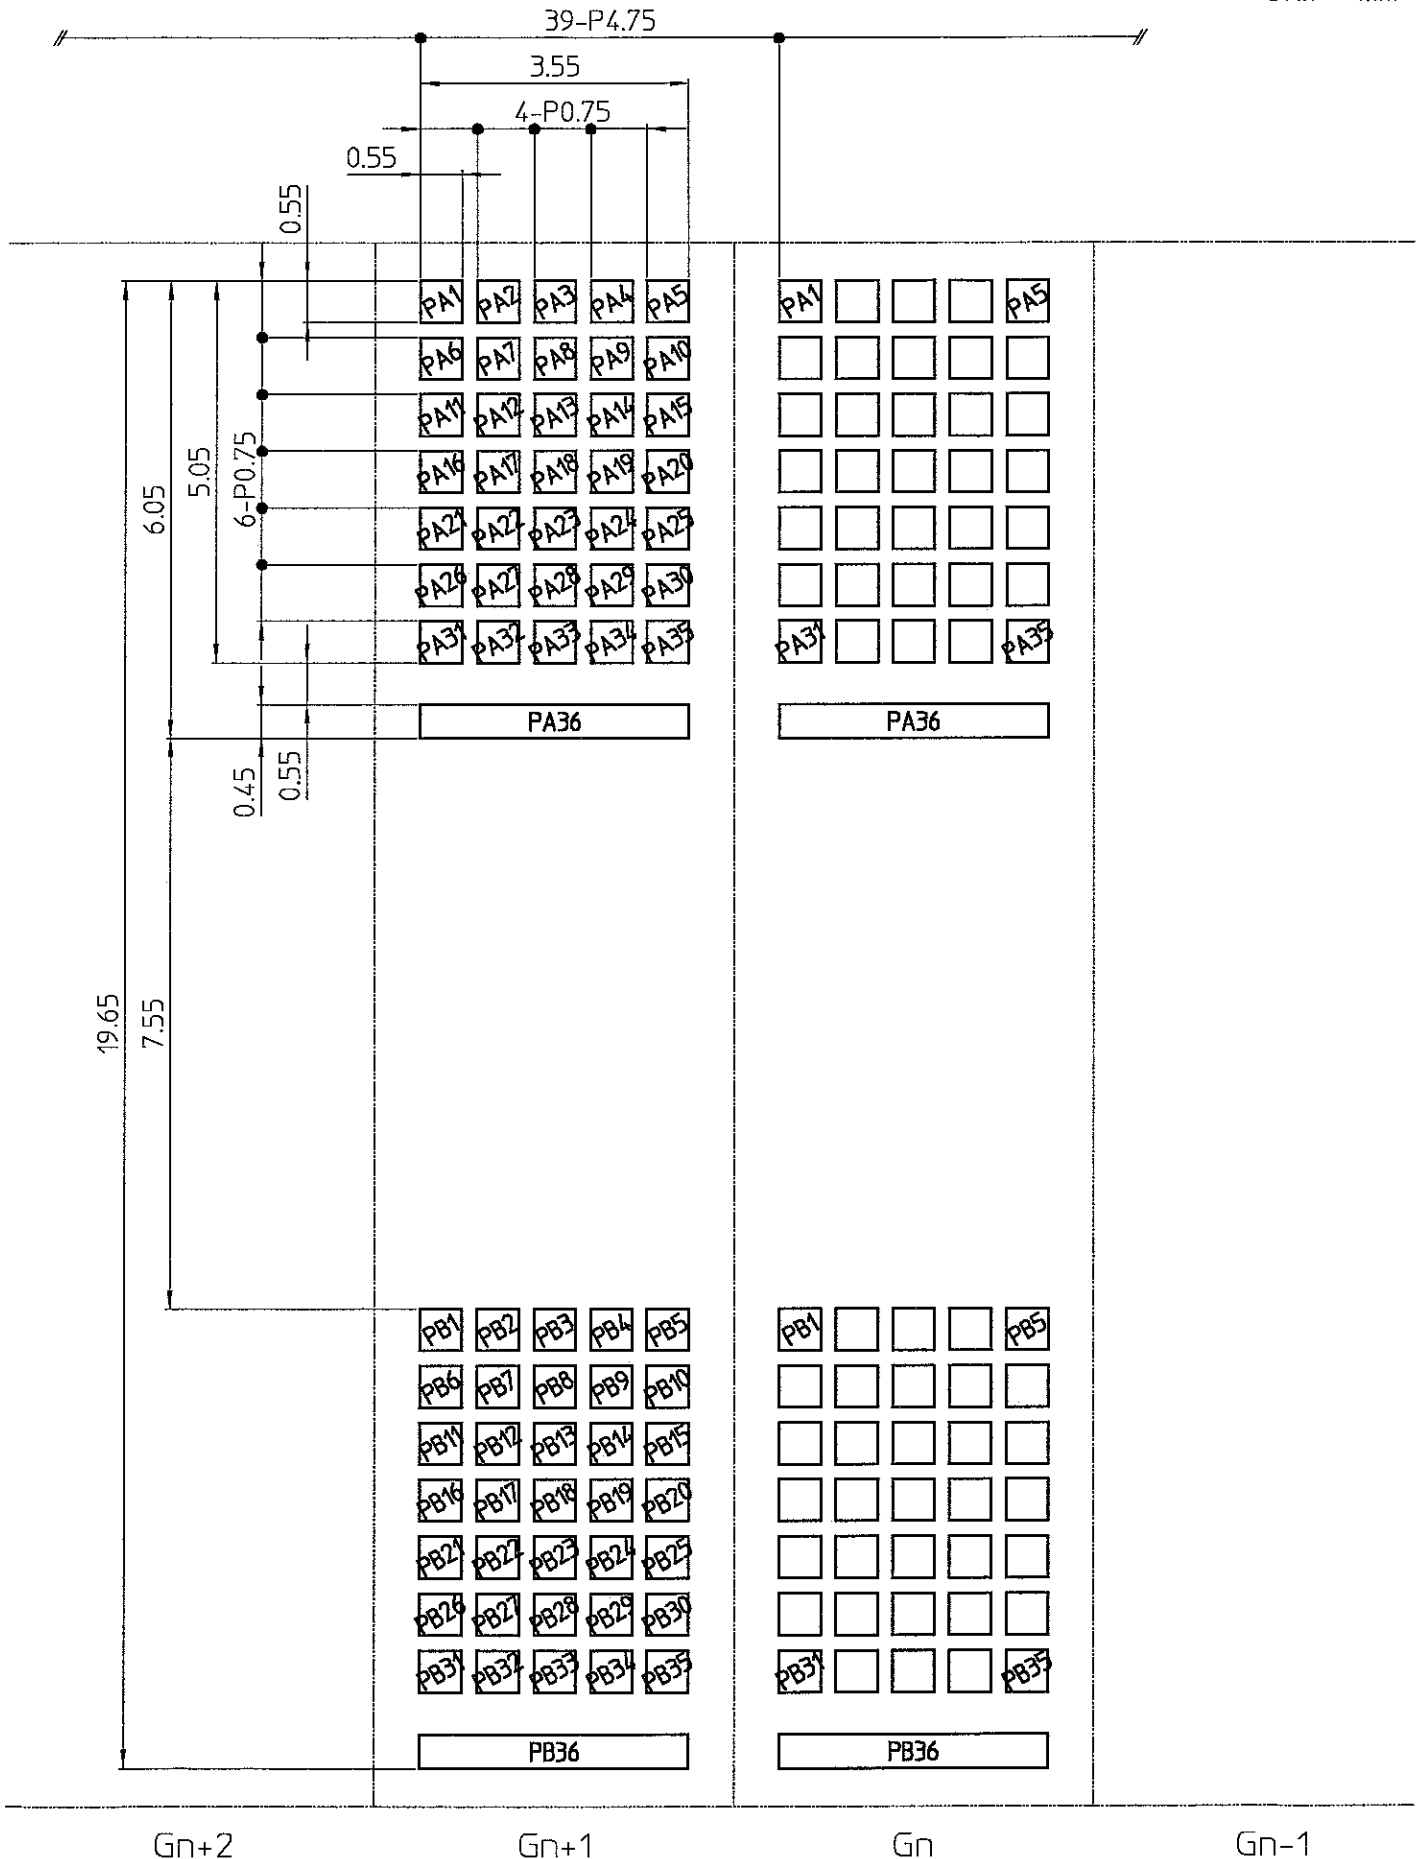 39-P4.75
3.55
4-P0.75
0.55
0.55
PA1 PA2 PA3 PA4 PA5 PA1 PA5
PA6 PA7 PA8 PA9 PA10
PA11 PA12 PA13 PA14 PA15
PA16 PA17 PA18 PA19 PA20
6.05 5.05 6-P0.75
PA21 PA22 PA23 PA24 PA25
PA26 PA27 PA28 PA29 PA30
PA31 PA32 PA33 PA34 PA35 PA31 PA35
PA36 PA36
0.45 0.55
19.65 7.55
PB1 PB2 PB3 PB4 PB5 PB1 PB5
PB6 PB7 PB8 PB9 PB10
PB11 PB12 PB13 PB14 PB15
PB16 PB17 PB18 PB19 PB20
PB21 PB22 PB23 PB24 PB25
PB26 PB27 PB28 PB29 PB30
PB31 PB32 PB33 PB34 PB35 PB31 PB35
PB36 PB36
Gn+2 Gn+1 Gn Gn-1